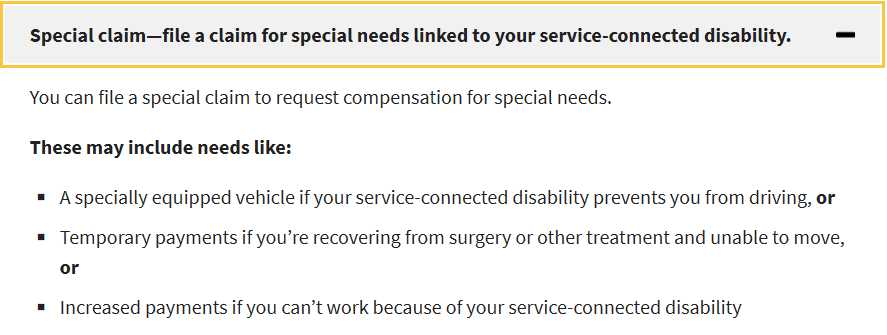 Special claim—file a claim for special needs linked to your service-connected disability.
You can file a special claim to request compensation for special needs.
These may include needs like:
▪ A specially equipped vehicle if your service-connected disability prevents you from driving, or
▪ Temporary payments if you’re recovering from surgery or other treatment and unable to move,
or
▪ Increased payments if you can’t work because of your service-connected disability